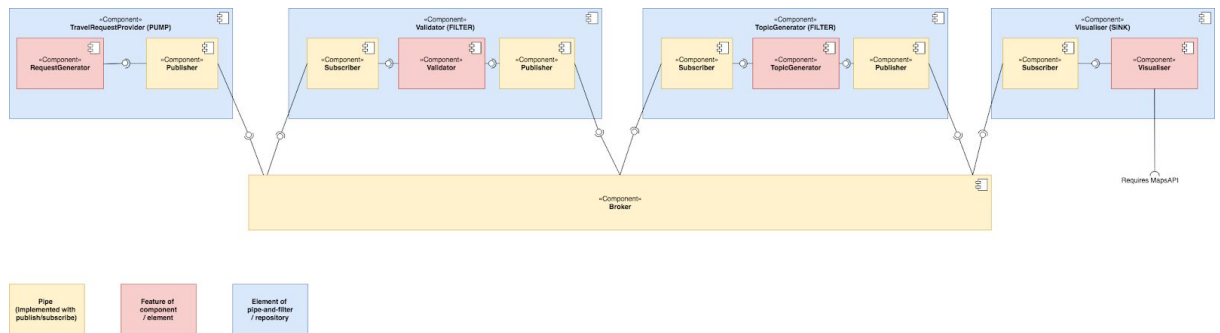 «Component»
TravelRequestProvider (PUMP)
«Component»
RequestGenerator
«Component»
Publisher
«Component»
Validator (FILTER)
«Component»
Subscriber
«Component»
Validator
«Component»
Publisher
«Component»
TopicGenerator (FILTER)
«Component»
Subscriber
«Component»
TopicGenerator
«Component»
Publisher
«Component»
Visualiser (SINK)
«Component»
Subscriber
«Component»
Visualiser
Requires MapsAPI
«Component»
Broker
Pipe
(implemented with
publish/subscribe)
Feature of
component
/ element
Element of
pipe-and-filter
/ repository